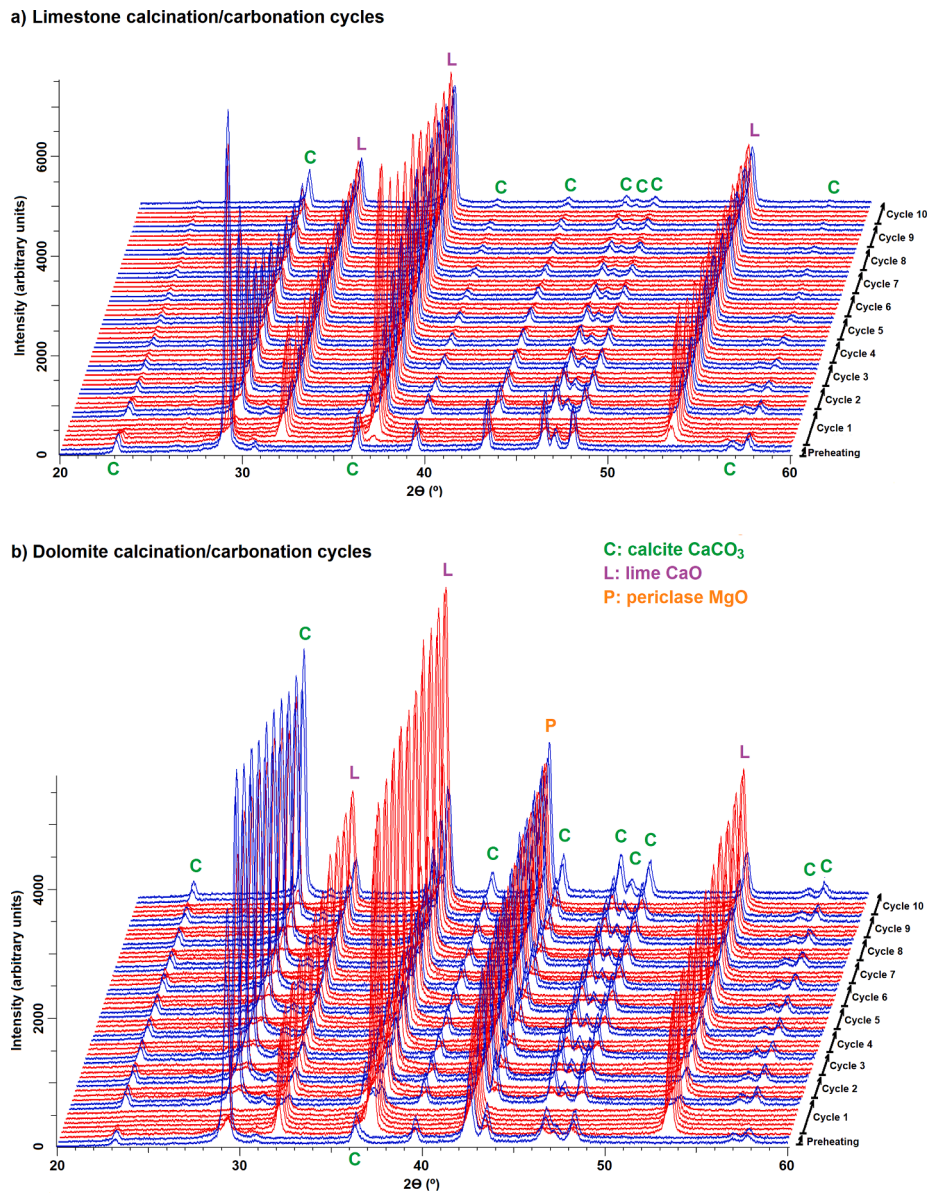 a) Limestone calcination/carbonation cycles
L
L
C
L
C
C
C C C
C
6000
4000
2000
0
Intensity (arbitrary units)
Cycle 10
Cycle 9
Cycle 8
Cycle 7
Cycle 6
Cycle 5
Cycle 4
Cycle 3
Cycle 2
Cycle 1
Preheating
C
C
C
20 30 40 50 60
2Ɵ (º)
b) Dolomite calcination/carbonation cycles
C: calcite CaCO₃
L: lime CaO
P: periclase MgO
L
C
P
L
L
C
C
C
C
C
C
C
C C
4000
2000
0
Intensity (arbitrary units)
Cycle 10
Cycle 9
Cycle 8
Cycle 7
Cycle 6
Cycle 5
Cycle 4
Cycle 3
Cycle 2
Cycle 1
Preheating
C
20 30 40 50 60
2Ɵ (º)